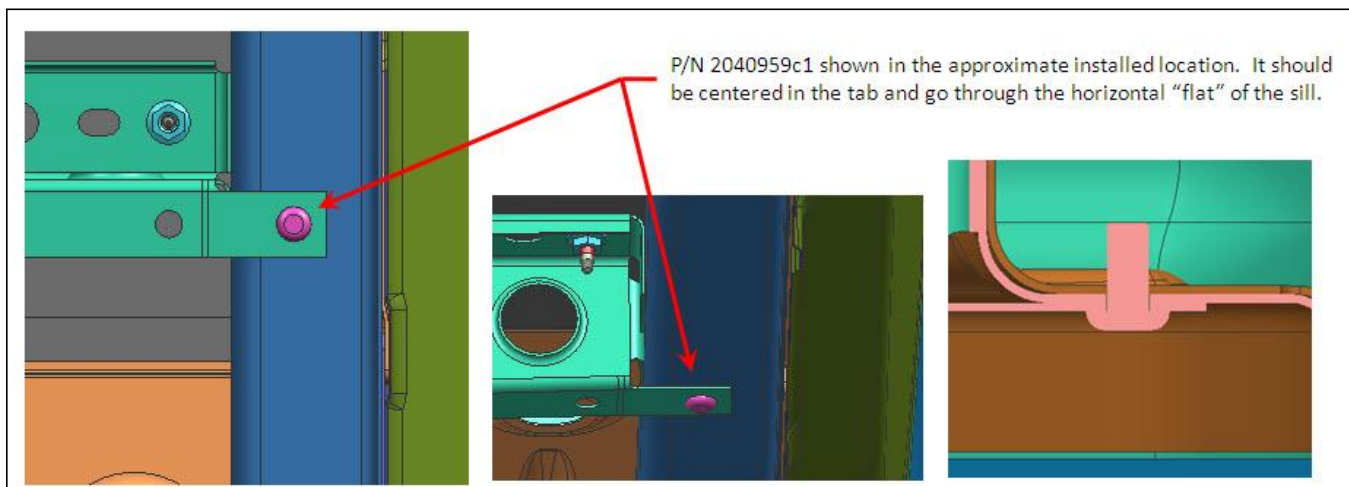 P/N 2040959c1 shown in the approximate installed location.  It should
be centered in the tab and go through the horizontal “flat” of the sill.